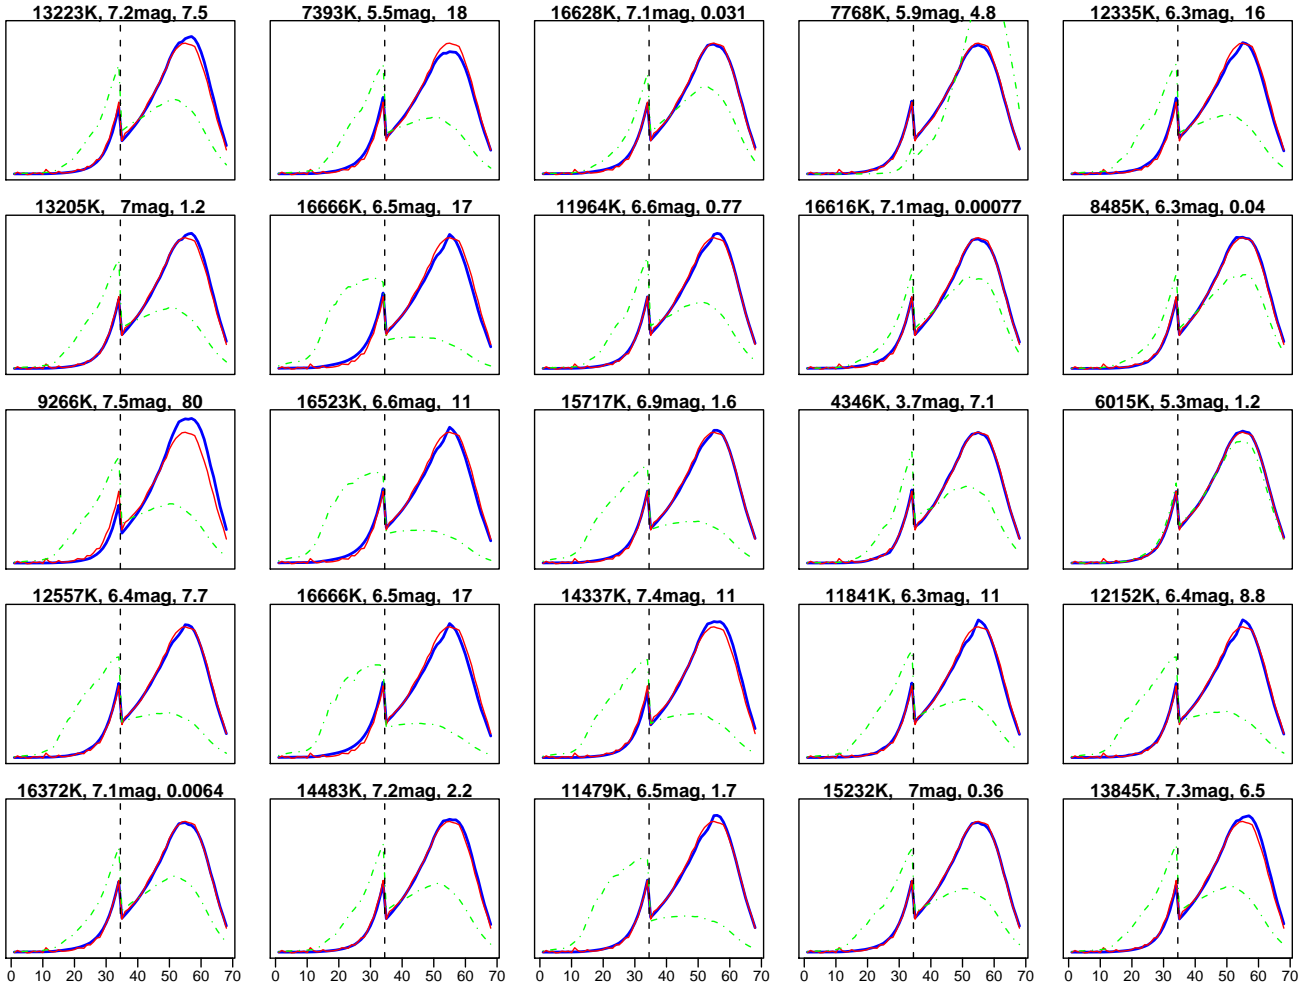 13223K, 7.2mag, 7.5 7393K, 5.5mag, 18 16628K, 7.1mag, 0.031 7768K, 5.9mag, 4.8 12335K, 6.3mag, 16
13205K, 7mag, 1.2 16666K, 6.5mag, 17 11964K, 6.6mag, 0.77 16616K, 7.1mag, 0.00077 8485K, 6.3mag, 0.04
9266K, 7.5mag, 80 16523K, 6.6mag, 11 15717K, 6.9mag, 1.6 4346K, 3.7mag, 7.1 6015K, 5.3mag, 1.2
12557K, 6.4mag, 7.7 16666K, 6.5mag, 17 14337K, 7.4mag, 11 11841K, 6.3mag, 11 12152K, 6.4mag, 8.8
16372K, 7.1mag, 0.0064 14483K, 7.2mag, 2.2 11479K, 6.5mag, 1.7 15232K, 7mag, 0.36 13845K, 7.3mag, 6.5
0 10 20 30 40 50 60 70 0 10 20 30 40 50 60 70 0 10 20 30 40 50 60 70 0 10 20 30 40 50 60 70 0 10 20 30 40 50 60 70